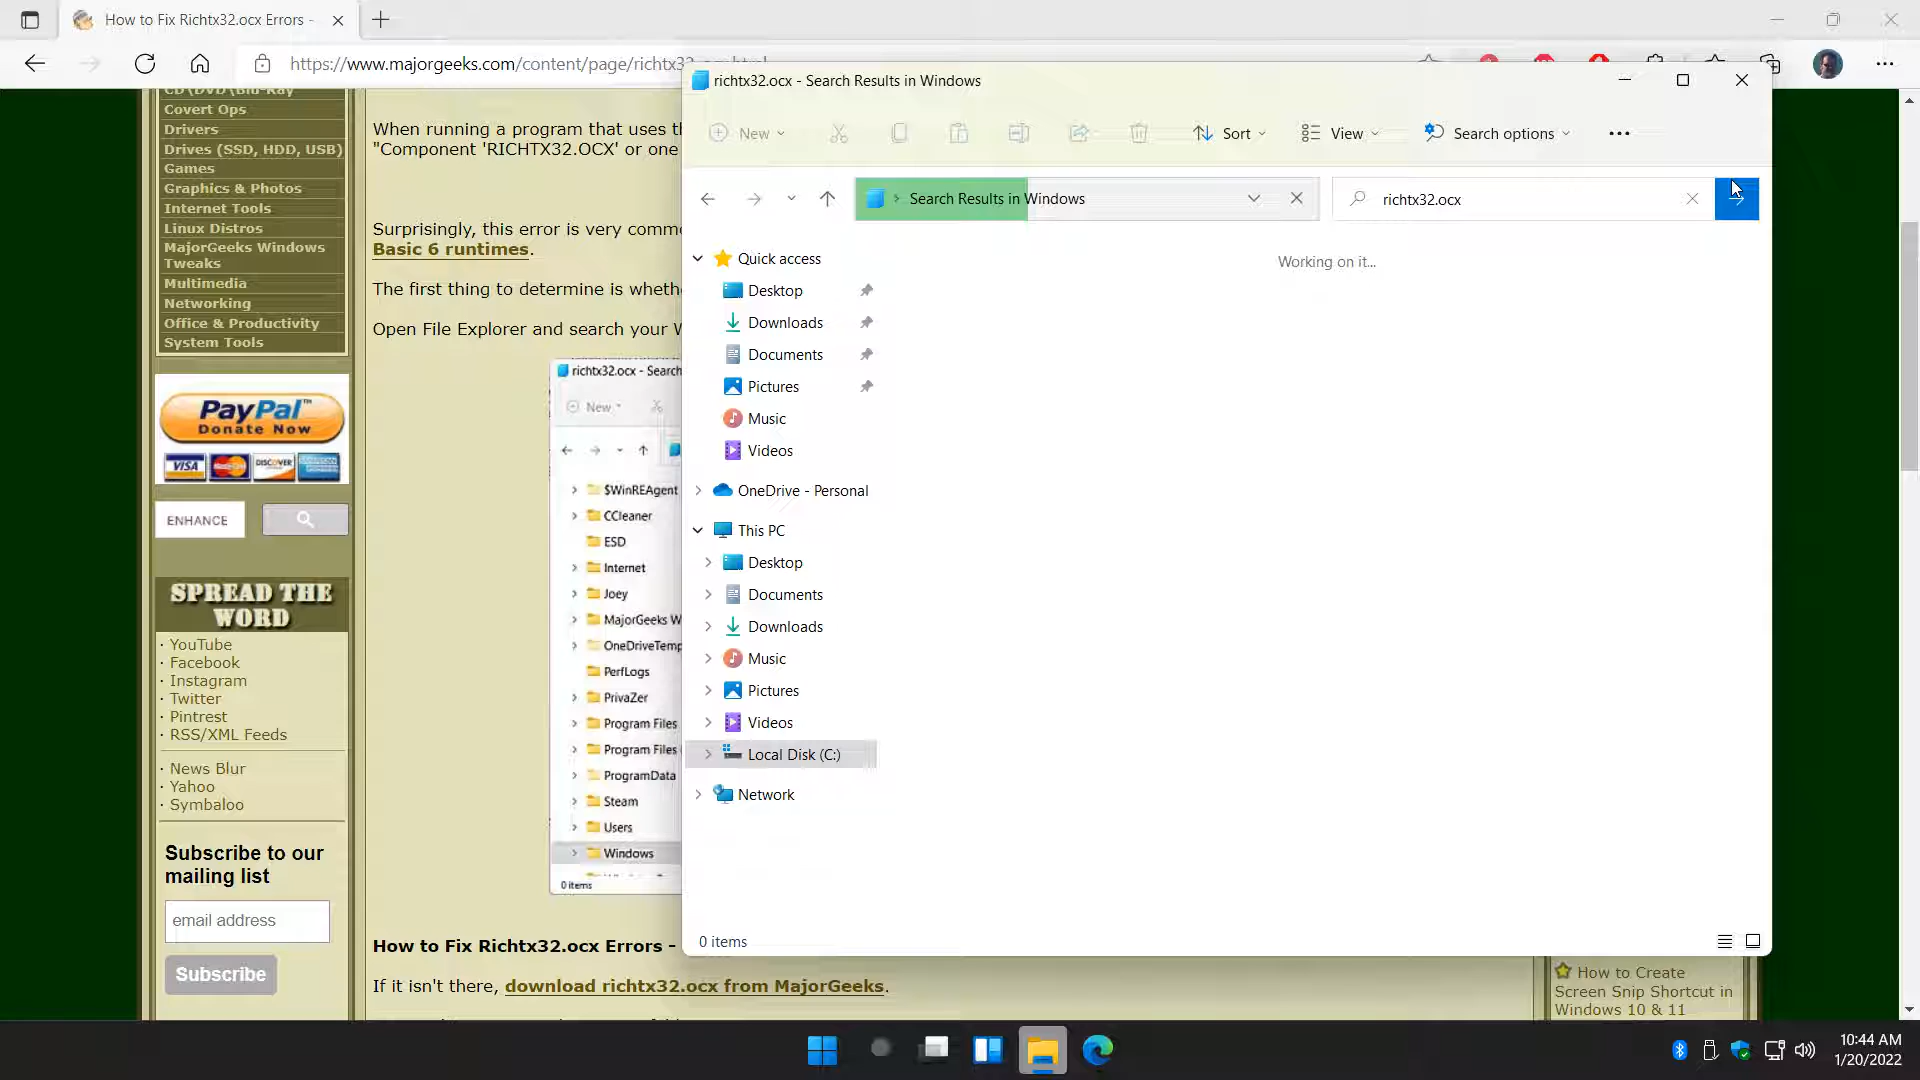 How to Fix Richtx32.ocx Errors -
https://www.majorgeeks.com/content/page/richtx32_ocx.html
CD\DVD\Blu-Ray
Covert Ops
Drivers
Drives (SSD, HDD, USB)
Games
Graphics & Photos
Internet Tools
Linux Distros
MajorGeeks Windows
Tweaks
Multimedia
Networking
Office & Productivity
System Tools
PayPal
Donate Now
VISA
MasterCard
DISCOVER
ENHANCE
SPREAD THE
WORD
· YouTube
· Facebook
· Instagram
· Twitter
· Pintrest
· RSS/XML Feeds
· News Blur
· Yahoo
· Symbaloo
Subscribe to our
mailing list
email address
Subscribe
When running a program that uses th
"Component 'RICHTX32.OCX' or one
Surprisingly, this error is very comm
Basic 6 runtimes.
The first thing to determine is wheth
Open File Explorer and search your W
richtx32.ocx - Search
New
$WinREAgent
CCleaner
ESD
Internet
Joey
MajorGeeks W
OneDriveTemp
PerfLogs
PrivaZer
Program Files
Program Files
ProgramData
Steam
Users
Windows
0 items
How to Fix Richtx32.ocx Errors -
If it isn't there, download richtx32.ocx from MajorGeeks.
richtx32.ocx - Search Results in Windows
New
Sort
View
Search options
Search Results in Windows
richtx32.ocx
Working on it...
Quick access
Desktop
Downloads
Documents
Pictures
Music
Videos
OneDrive - Personal
This PC
Desktop
Documents
Downloads
Music
Pictures
Videos
Local Disk (C:)
Network
0 items
How to Create
Screen Snip Shortcut in
Windows 10 & 11
10:44 AM
1/20/2022